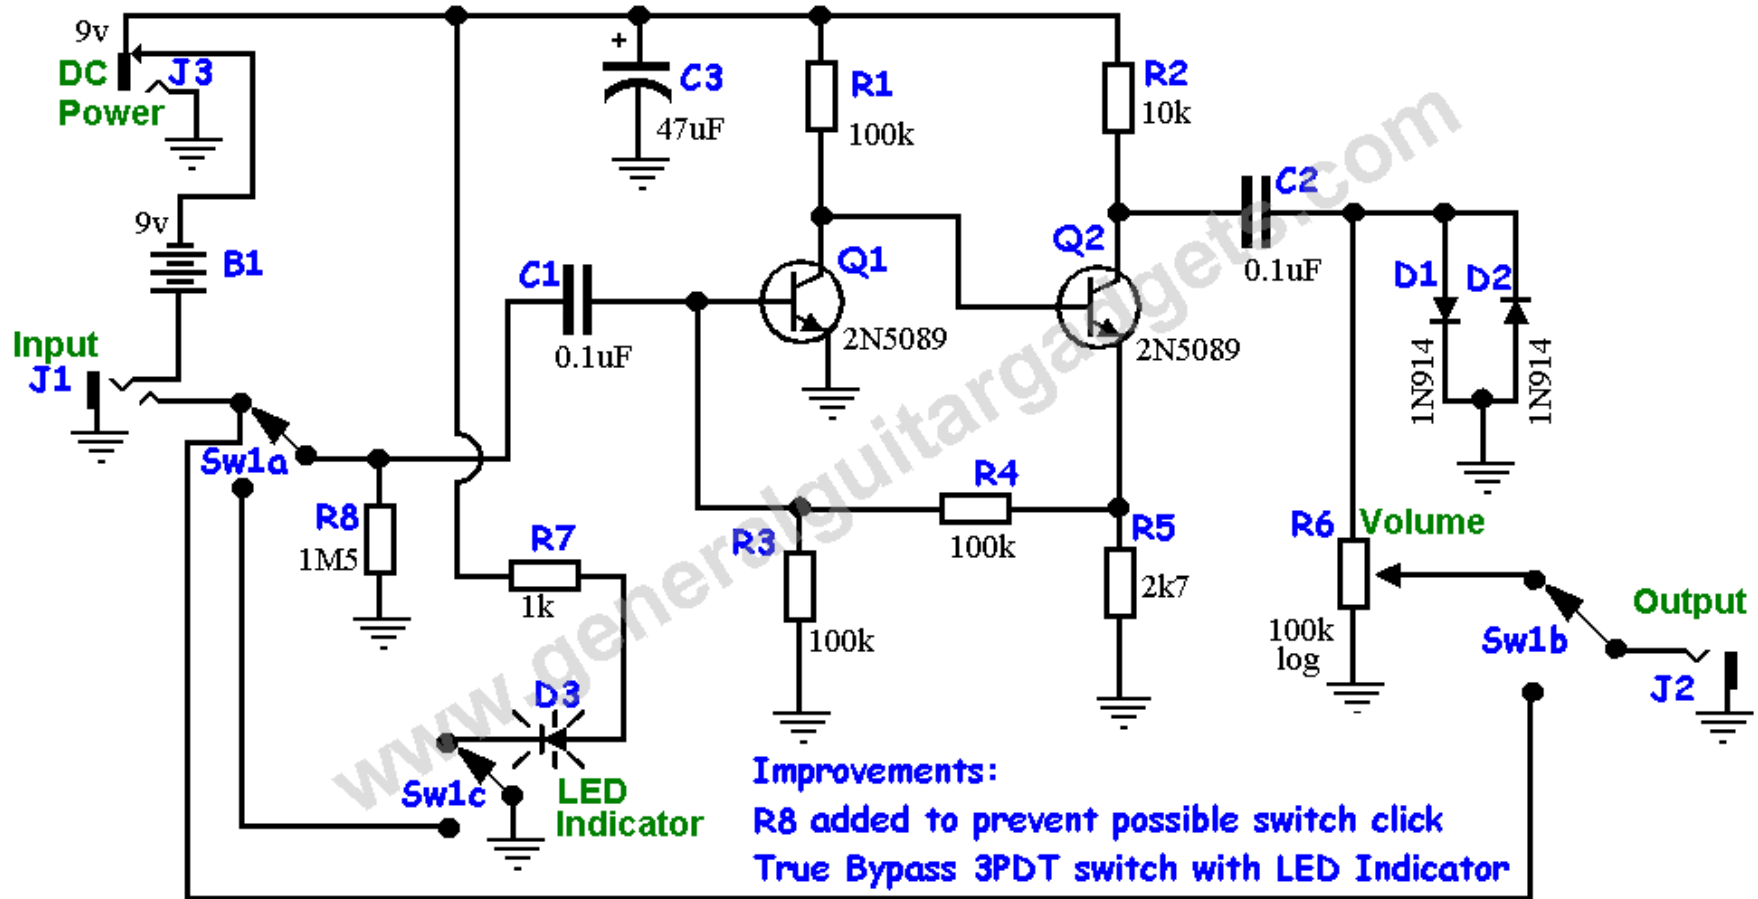 9v
DC
Power
J3
+
C3
47uF
R1
100k
R2
10k
9v
B1
C1
0.1uF
Q1
2N5089
Q2
2N5089
C2
0.1uF
D1
D2
1N914
1N914
Input
J1
Sw1a
R8
1M5
R7
1k
R3
100k
R4
100k
R5
2k7
R6
Volume
100k
log
Sw1b
Output
J2
D3
Sw1c
LED
Indicator
Improvements:
R8 added to prevent possible switch click
True Bypass 3PDT switch with LED Indicator
www.generalguitargadgets.com